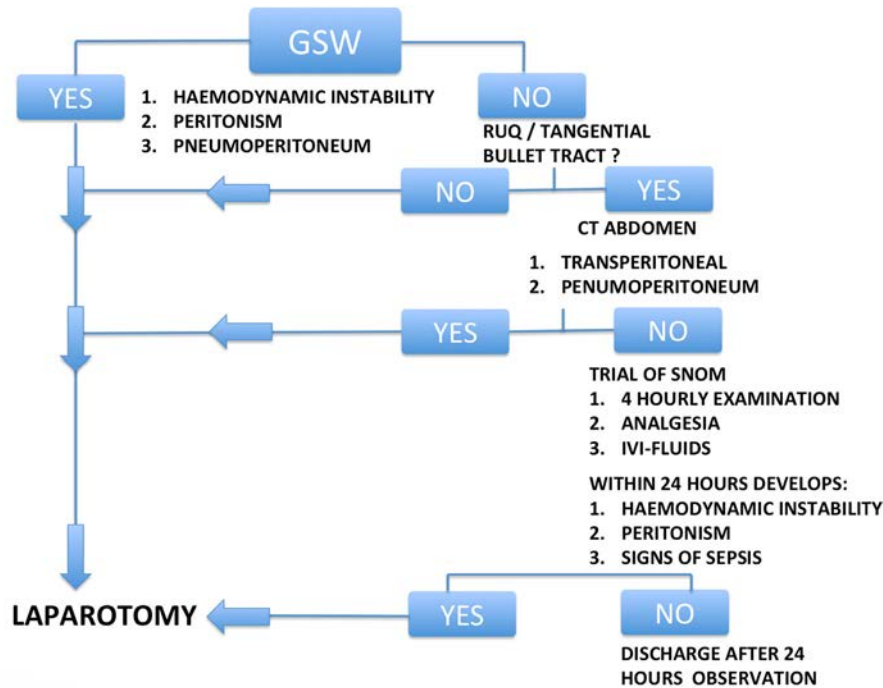 GSW
YES
1. HAEMODYNAMIC INSTABILITY
2. PERITONISM
3. PNEUMOPERITONEUM
NO
RUQ / TANGENTIAL
BULLET TRACT ?
NO
YES
CT ABDOMEN
1. TRANSPERITONEAL
2. PENUMOPERITONEUM
YES
NO
TRIAL OF SNOM
1. 4 HOURLY EXAMINATION
2. ANALGESIA
3. IVI-FLUIDS
WITHIN 24 HOURS DEVELOPS:
1. HAEMODYNAMIC INSTABILITY
2. PERITONISM
3. SIGNS OF SEPSIS
LAPAROTOMY
YES
NO
DISCHARGE AFTER 24
HOURS OBSERVATION